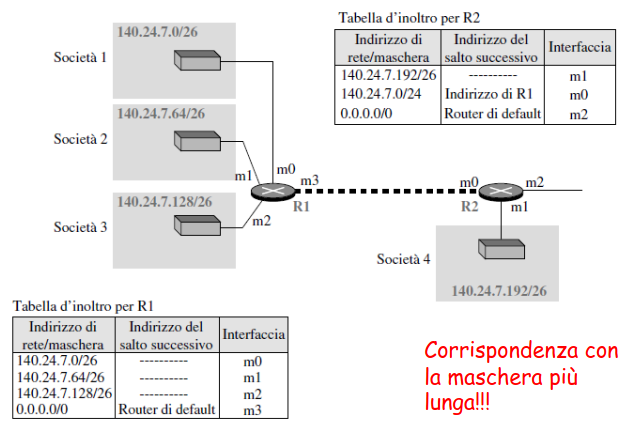 140.24.7.0/26
Società 1
140.24.7.64/26
Società 2
140.24.7.128/26
Società 3
m0
m1
m2
m3
R1
m0
m2
m1
R2
Società 4
140.24.7.192/26
Tabella d'inoltro per R2
Indirizzo di rete/maschera Indirizzo del salto successivo Interfaccia
140.24.7.192/26 ---------- m1
140.24.7.0/24 Indirizzo di R1 m0
0.0.0.0/0 Router di default m2
Tabella d'inoltro per R1
Indirizzo di rete/maschera Indirizzo del salto successivo Interfaccia
140.24.7.0/26 ---------- m0
140.24.7.64/26 ---------- m1
140.24.7.128/26 ---------- m2
0.0.0.0/0 Router di default m3
Corrispondenza con
la maschera più
lunga!!!